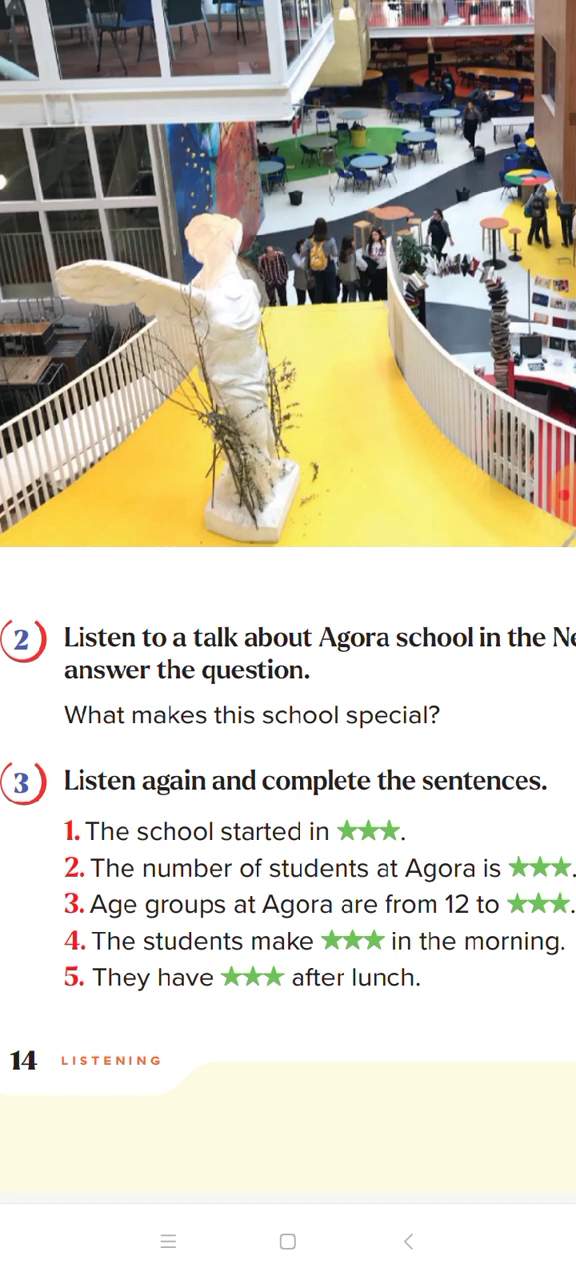 2 Listen to a talk about Agora school in the Ne
answer the question.
What makes this school special?
3 Listen again and complete the sentences.
1. The school started in ★★★.
2. The number of students at Agora is ★★★.
3. Age groups at Agora are from 12 to ★★★.
4. The students make ★★★ in the morning.
5. They have ★★★ after lunch.
14 LISTENING